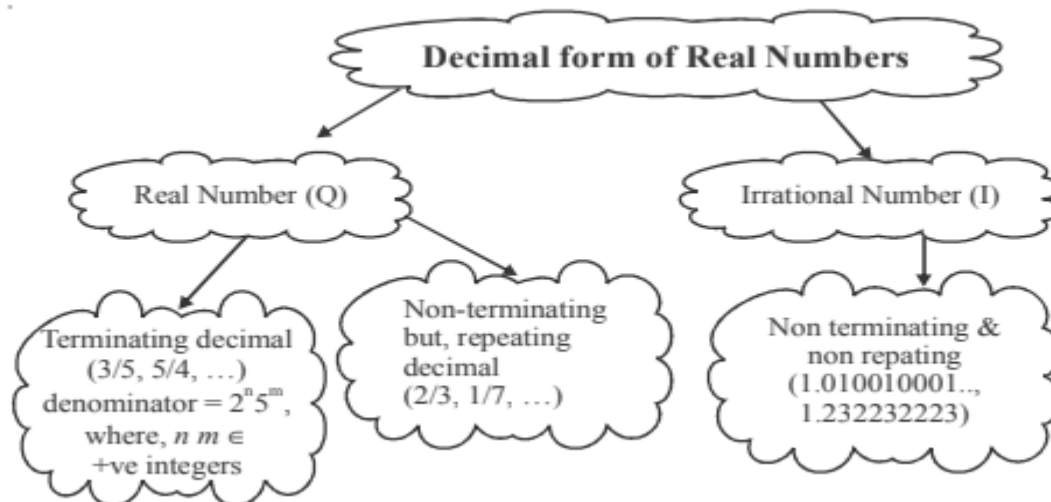 Decimal form of Real Numbers
Real Number (Q)
Irrational Number (I)
Terminating decimal
(3/5, 5/4, …)
denominator = 2ⁿ5ᵐ,
where, n m ∈
+ve integers
Non-terminating
but, repeating
decimal
(2/3, 1/7, …)
Non terminating &
non repating
(1.010010001..,
1.232232223)